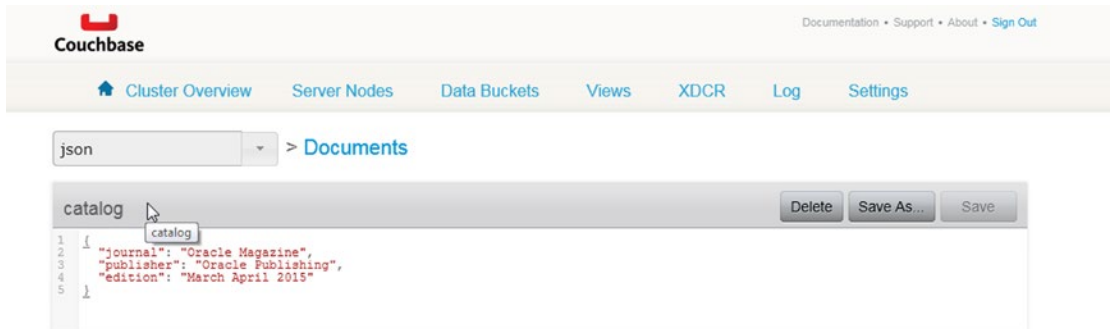 Couchbase
Documentation • Support • About • Sign Out
Cluster Overview Server Nodes Data Buckets Views XDCR Log Settings
json > Documents
catalog Delete Save As... Save
catalog
1 {
2 "journal": "Oracle Magazine",
3 "publisher": "Oracle Publishing",
4 "edition": "March April 2015"
5 }